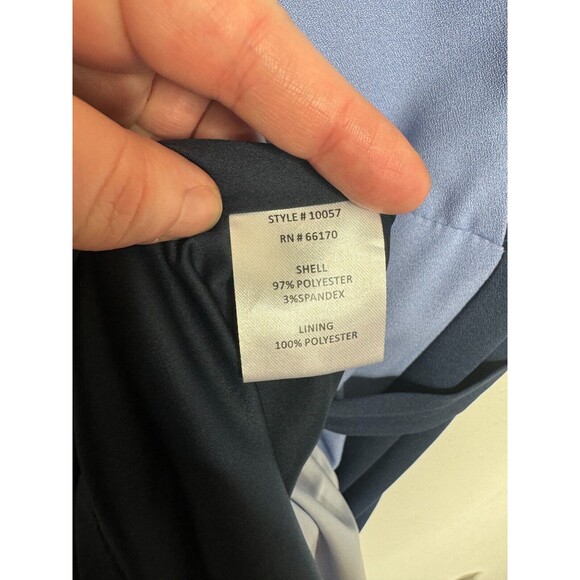 STYLE # 10057
RN # 66170
SHELL
97% POLYESTER
3%SPANDEX
LINING
100% POLYESTER